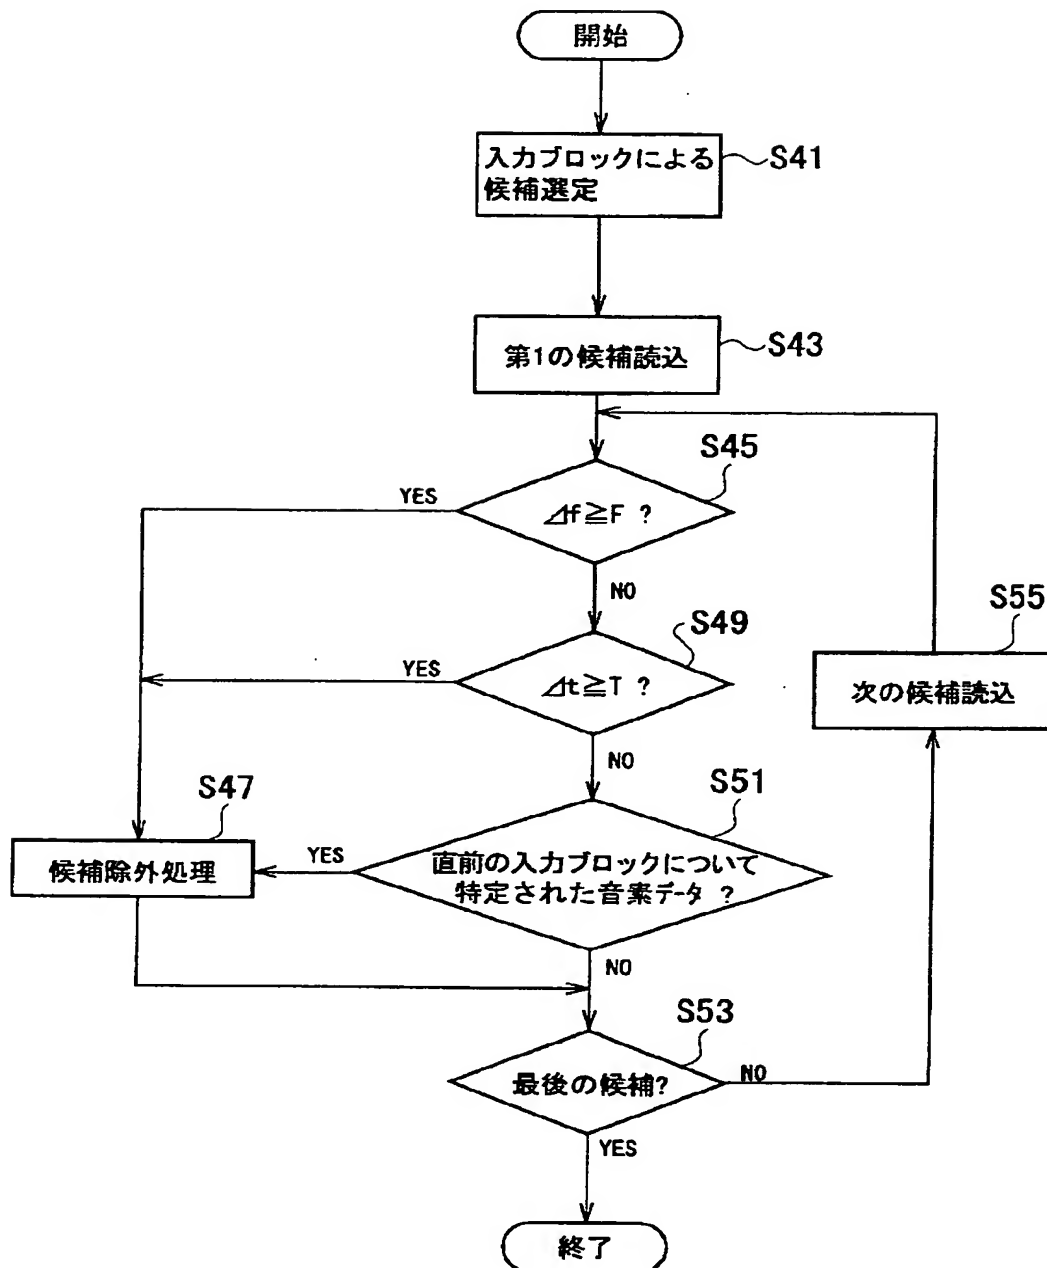 開始
入力ブロックによる
候補選定
S41
第1の候補読込
S43
S45
YES
⊿f≧F ?
NO
S49
YES
⊿t≧T ?
NO
S55
次の候補読込
S47
候補除外処理
S51
YES
直前の入力ブロックについて
特定された音素データ ?
NO
S53
最後の候補?
NO
YES
終了